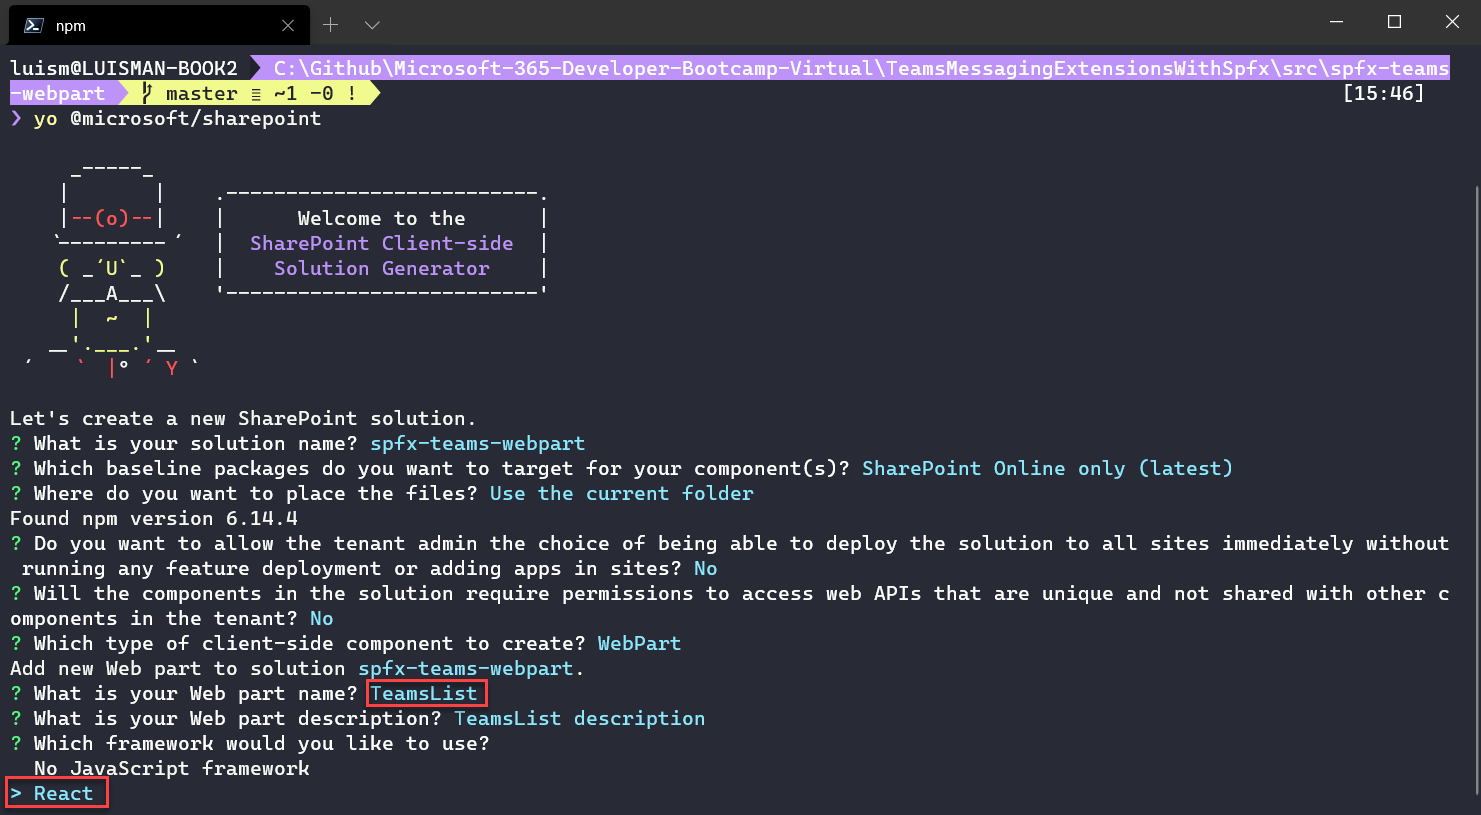 npm
luism@LUISMAN-BOOK2 C:\Github\Microsoft-365-Developer-Bootcamp-Virtual\TeamsMessagingExtensionsWithSpfx\src\spfx-teams
-webpart master ≡ ~1 -0 ! [15:46]
❯ yo @microsoft/sharepoint
     _-----_
    |       |    .--------------------------.
    |--(o)--|    |      Welcome to the      |
   `---------´   |  SharePoint Client-side  |
    ( _´U`_ )    |    Solution Generator    |
    /___A___\    '--------------------------'
     |  ~  |
   __'.___.'__
 ´   `  |° ´ Y `
Let's create a new SharePoint solution.
? What is your solution name? spfx-teams-webpart
? Which baseline packages do you want to target for your component(s)? SharePoint Online only (latest)
? Where do you want to place the files? Use the current folder
Found npm version 6.14.4
? Do you want to allow the tenant admin the choice of being able to deploy the solution to all sites immediately without
 running any feature deployment or adding apps in sites? No
? Will the components in the solution require permissions to access web APIs that are unique and not shared with other c
omponents in the tenant? No
? Which type of client-side component to create? WebPart
Add new Web part to solution spfx-teams-webpart.
? What is your Web part name? TeamsList
? What is your Web part description? TeamsList description
? Which framework would you like to use?
  No JavaScript framework
> React